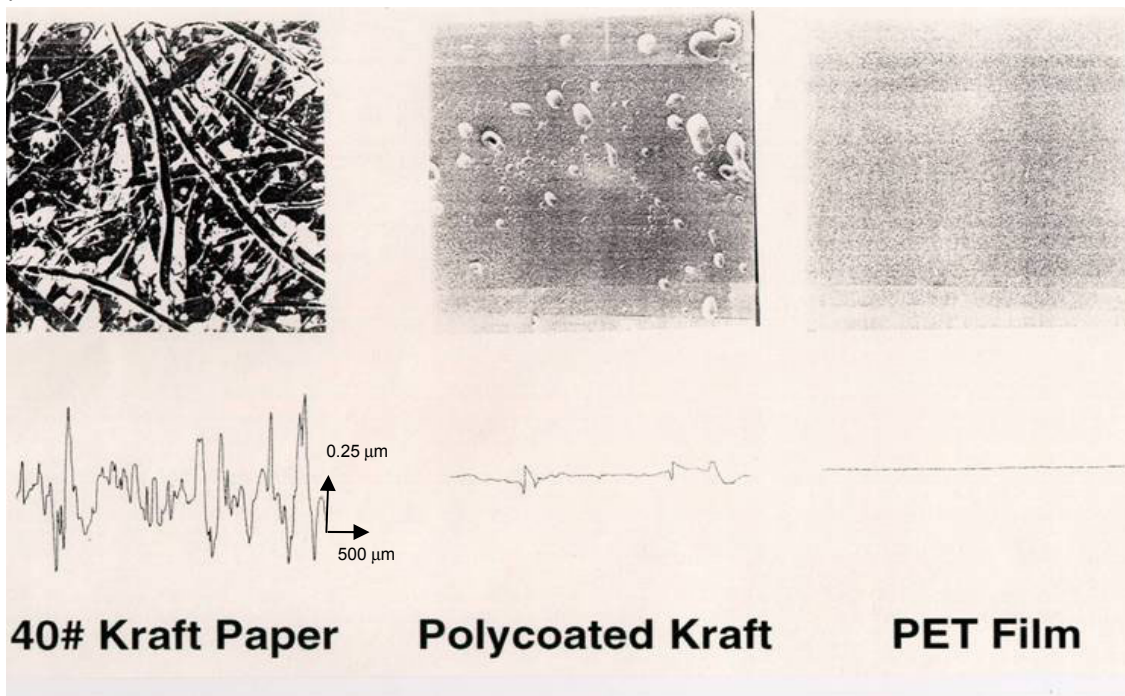 0.25 μm
500 μm
40# Kraft Paper
Polycoated Kraft
PET Film